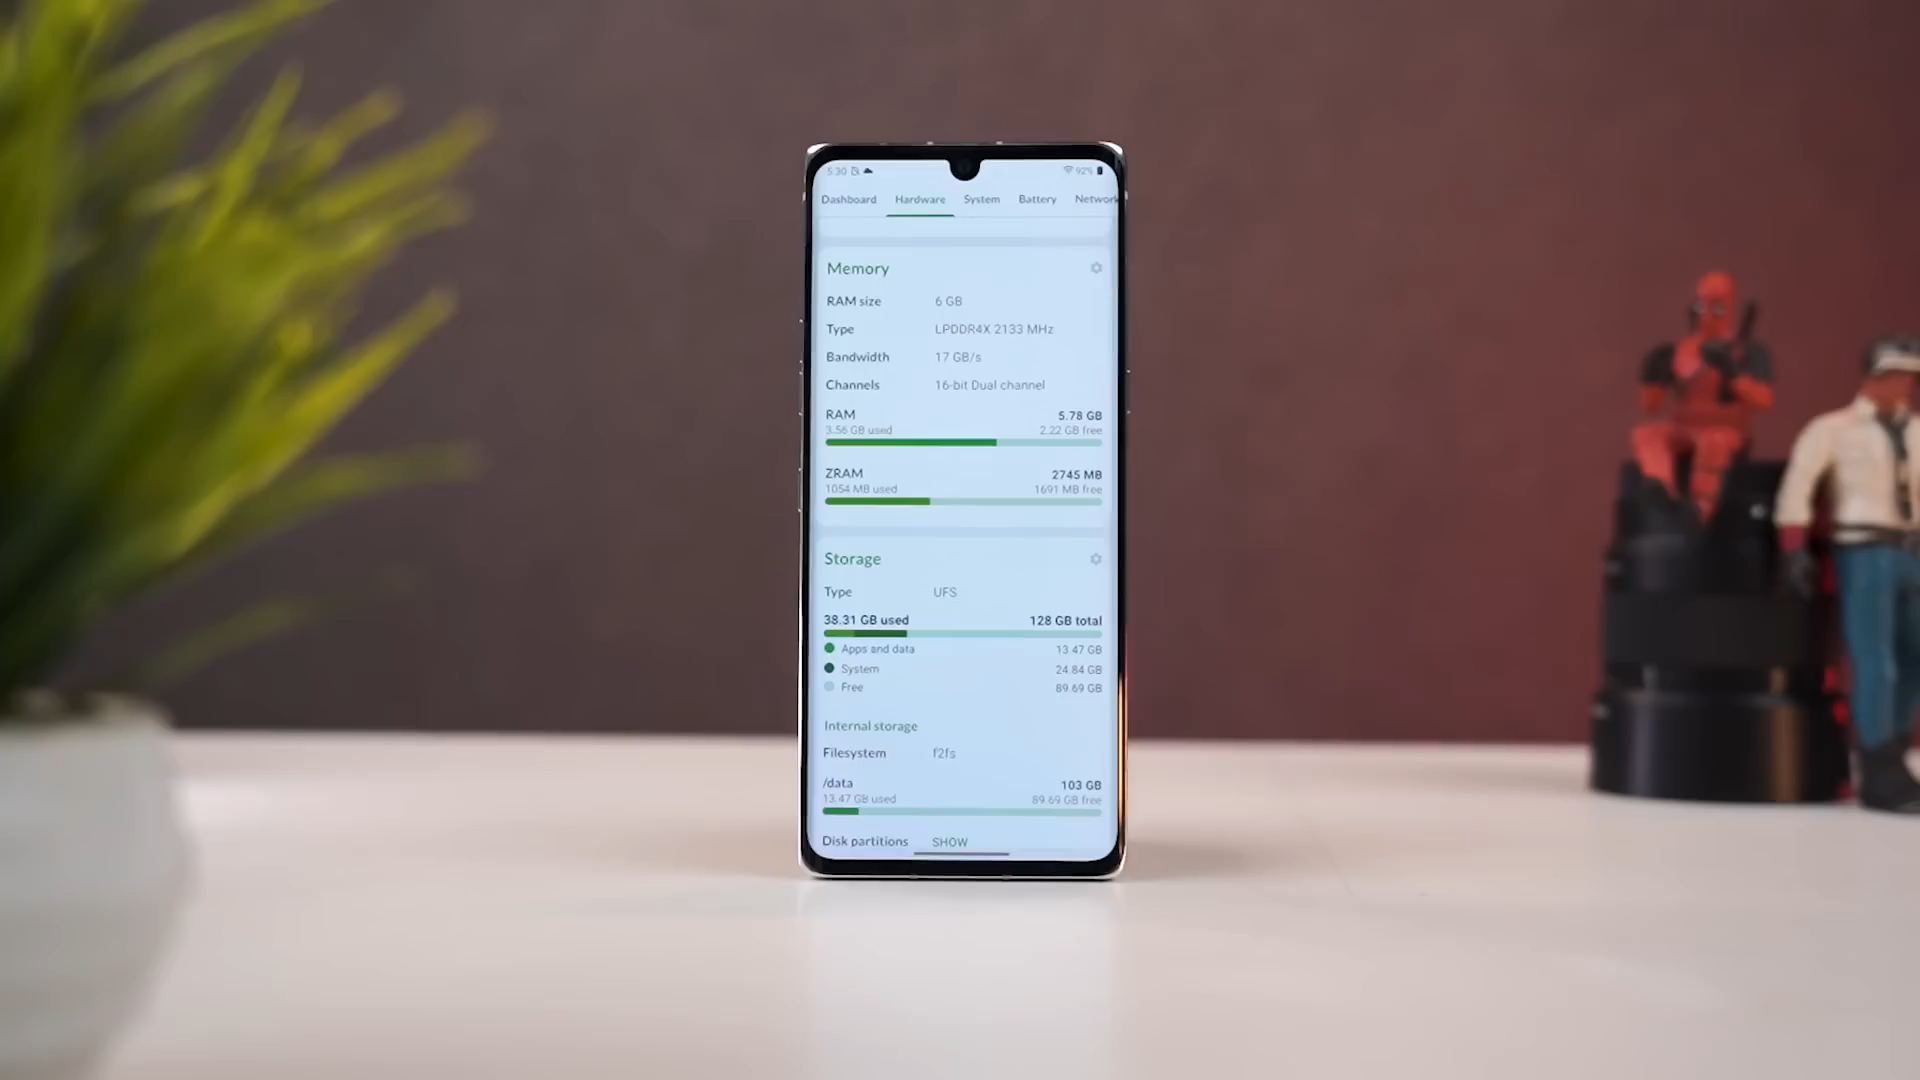 5:30 92%
Dashboard Hardware System Battery Network
Memory
RAM size 6 GB
Type LPDDR4X 2133 MHz
Bandwidth 17 GB/s
Channels 16-bit Dual channel
RAM 5.78 GB
3.56 GB used 2.22 GB free
ZRAM 2745 MB
1054 MB used 1691 MB free
Storage
Type UFS
38.31 GB used 128 GB total
Apps and data 13.47 GB
System 24.84 GB
Free 89.69 GB
Internal storage
Filesystem f2fs
/data 103 GB
13.47 GB used 89.69 GB free
Disk partitions SHOW